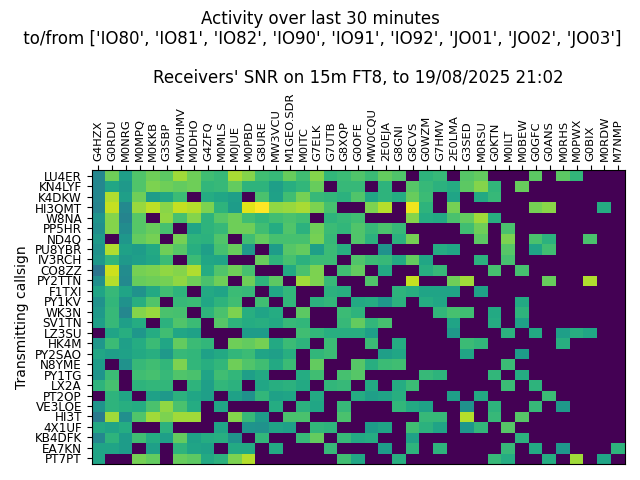 Activity over last 30 minutes
to/from ['IO80', 'IO81', 'IO82', 'IO90', 'IO91', 'IO92', 'JO01', 'JO02', 'JO03']
Receivers' SNR on 15m FT8, to 19/08/2025 21:02
G4HZX
G0RDU
M0NRG
M0MPQ
M0KKB
G3SBP
MW0HMV
M0DHO
G4ZFQ
M0MLS
M0JUE
M0PBD
G8URE
MW3VCU
M1GEO.SDR
M0ITC
G7ELK
G7UTB
G8XQP
G0OFE
MW0CQU
2E0EJA
G8GNI
G8CVS
G0WZM
G7HMV
2E0LMA
G3SED
M0RSU
G0KTN
M0ILT
M0BEW
G0GFC
G0ANS
M0RHS
M0PWX
G0BIX
M0RDW
M7NMP
Transmitting callsign
LU4ER
KN4LYF
K4DKW
HI3QMT
W8NA
PP5HR
ND4Q
PU8YBR
IV3RCH
CO8ZZ
PY2TTN
F1TXI
PY1KV
WK3N
SV1TN
LZ3SU
HK4M
PY2SAO
N8YME
PY1TG
LX2A
PT2OP
VE3LOE
HI3T
4X1UF
KB4DFK
EA7KN
PT7PT